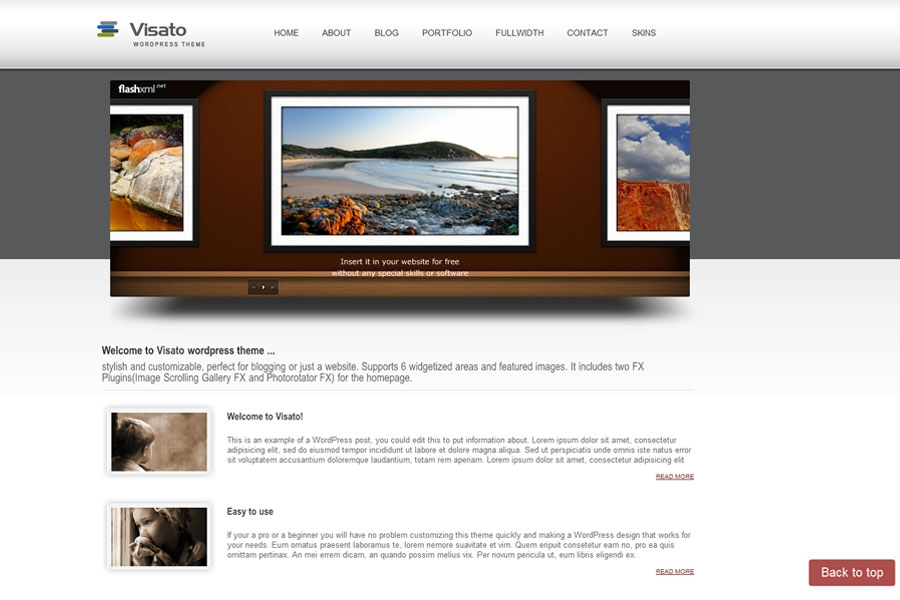 Visato
WORDPRESS THEME
HOME ABOUT BLOG PORTFOLIO FULLWIDTH CONTACT SKINS
flashxml.net
Insert it in your website for free
without any special skills or software
Welcome to Visato wordpress theme ...
stylish and customizable, perfect for blogging or just a website. Supports 6 widgetized areas and featured images. It includes two FX
Plugins(Image Scrolling Gallery FX and Photorotator FX) for the homepage.
Welcome to Visato!
This is an example of a WordPress post, you could edit this to put information about. Lorem ipsum dolor sit amet, consectetur
adipisicing elit, sed do eiusmod tempor incididunt ut labore et dolore magna aliqua. Sed ut perspiciatis unde omnis iste natus error
sit voluptatem accusantium doloremque laudantium, totam rem aperiam. Lorem ipsum dolor sit amet, consectetur adipisicing elit
READ MORE
Easy to use
If your a pro or a beginner you will have no problem customizing this theme quickly and making a WordPress design that works for
your needs. Eum ornatus praesent laboramus te, lorem nemore suavitate et vim. Quem eripuit consetetur eam no, pro ea quis
omittam pertinax. An mei errem dicam, an quando possim melius vix. Per novum pericula ut, eum libris eligendi ex.
READ MORE
Back to top